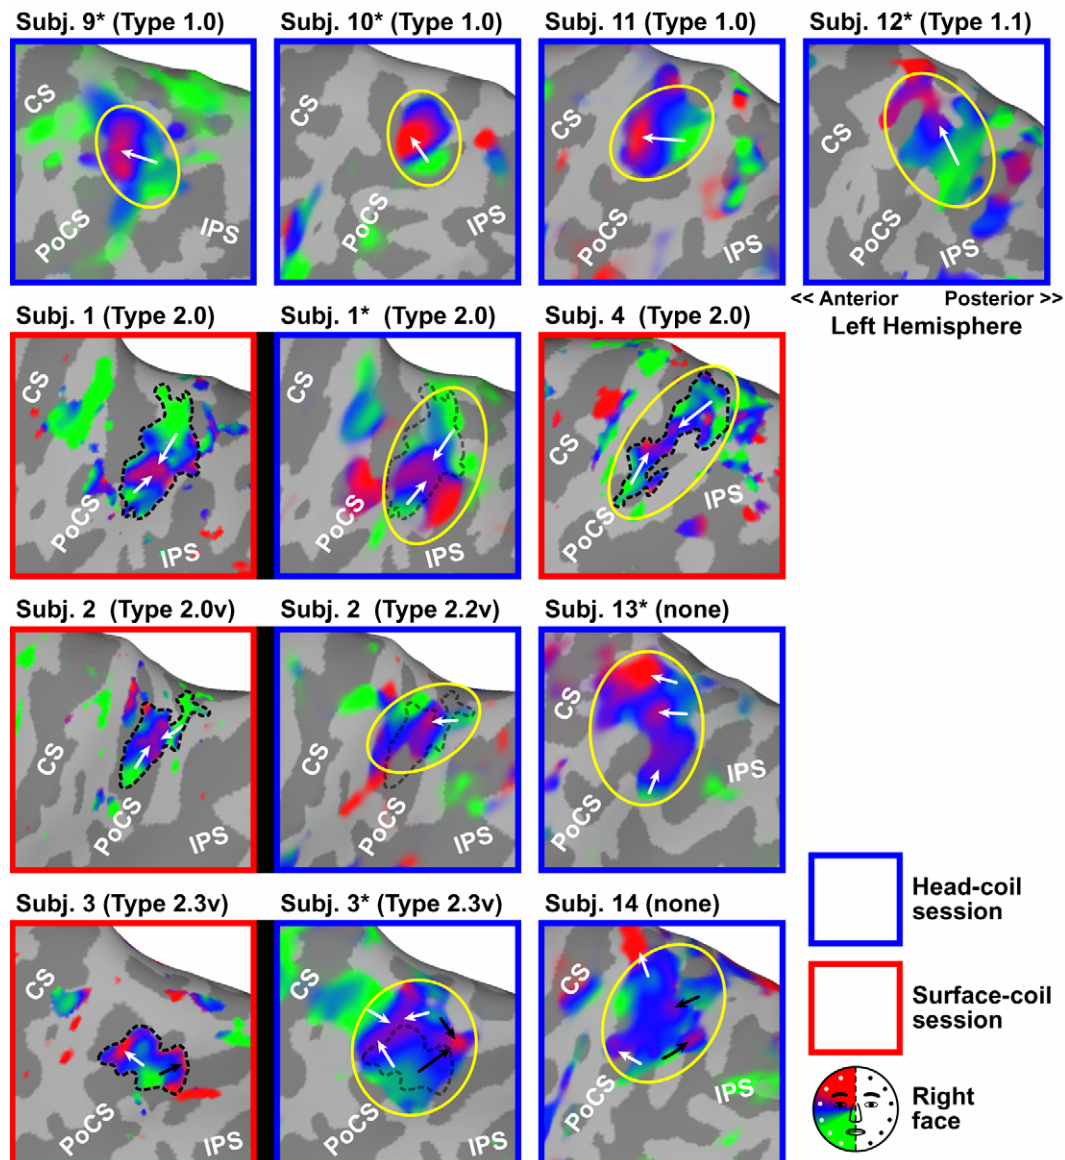 Subj. 9* (Type 1.0)
Subj. 10* (Type 1.0)
Subj. 11 (Type 1.0)
Subj. 12* (Type 1.1)
CS
PoCS
IPS
CS
PoCS
CS
PoCS
IPS
CS
PoCS
IPS
<< Anterior Posterior >>
Left Hemisphere
Subj. 1 (Type 2.0)
Subj. 1* (Type 2.0)
Subj. 4 (Type 2.0)
CS
PoCS
IPS
CS
PoCS
IPS
CS
PoCS
IPS
Subj. 2 (Type 2.0v)
Subj. 2 (Type 2.2v)
Subj. 13* (none)
CS
PoCS
IPS
CS
PoCS
IPS
CS
PoCS
IPS
Subj. 3 (Type 2.3v)
Subj. 3* (Type 2.3v)
Subj. 14 (none)
CS
PoCS
IPS
CS
PoCS
IPS
CS
PoCS
IPS
Head-coil
session
Surface-coil
session
Right
face